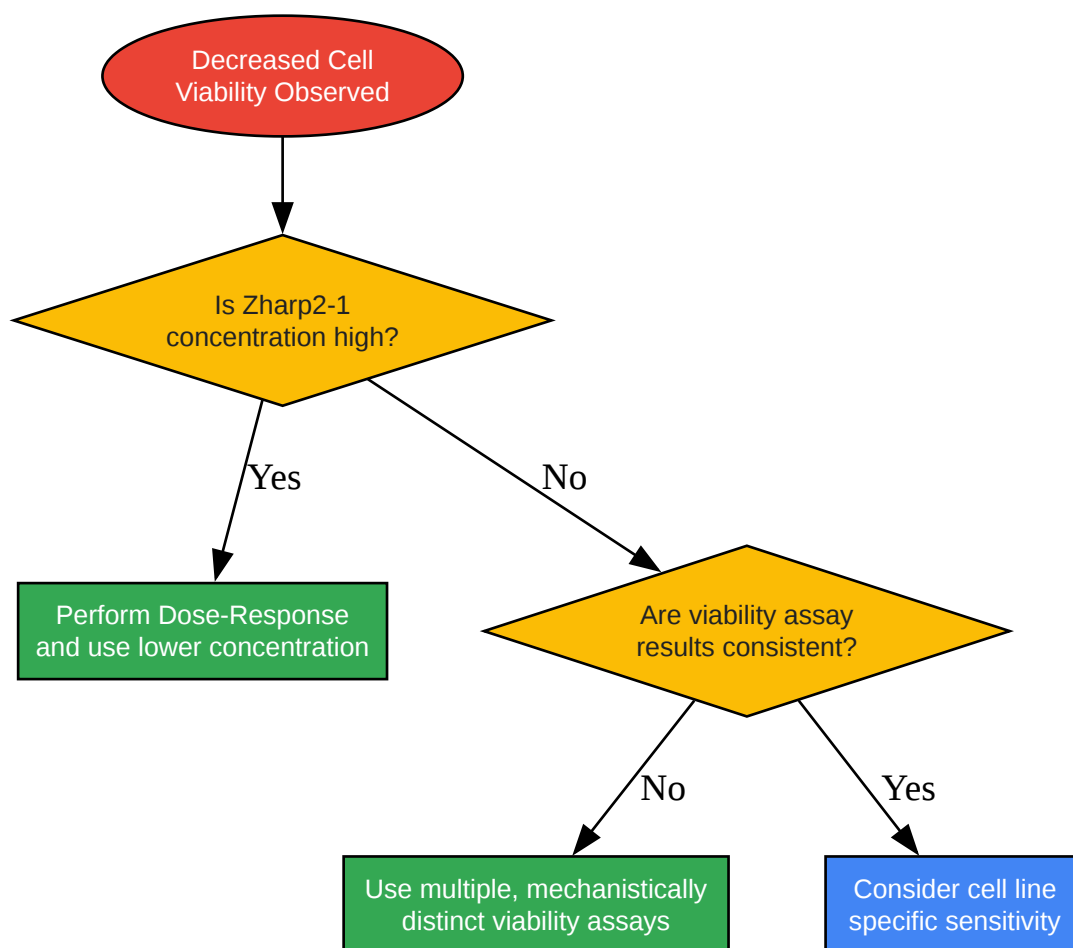 Decreased Cell
Viability Observed
Is Zharp2-1
concentration high?
Yes
No
Perform Dose-Response
and use lower concentration
Are viability assay
results consistent?
No
Yes
Use multiple, mechanistically
distinct viability assays
Consider cell line
specific sensitivity